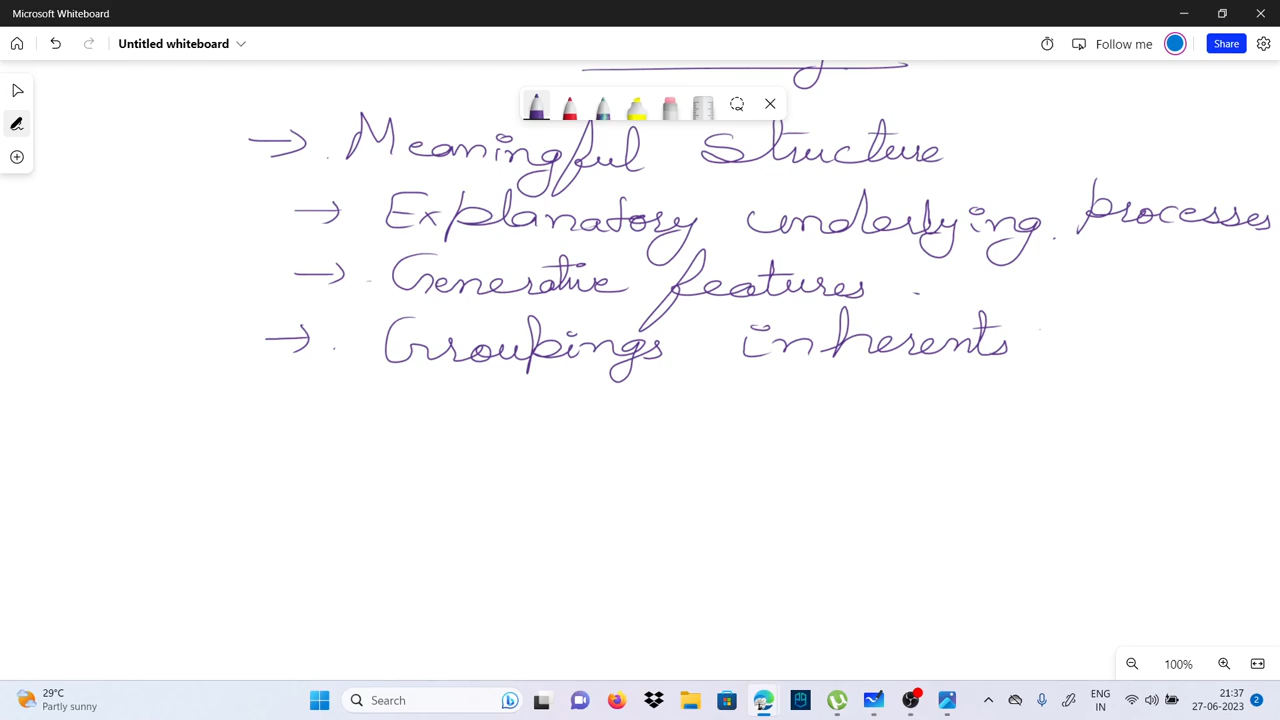 Microsoft Whiteboard
Untitled whiteboard
Follow me
Share
→ Meaningful Structure
→ Explanatory underlying processes
→ Generative features.
→ Groupings inherents
100%
29°C
Partly sunny
Search
ENG
IN
21:37
27-06-2023
2